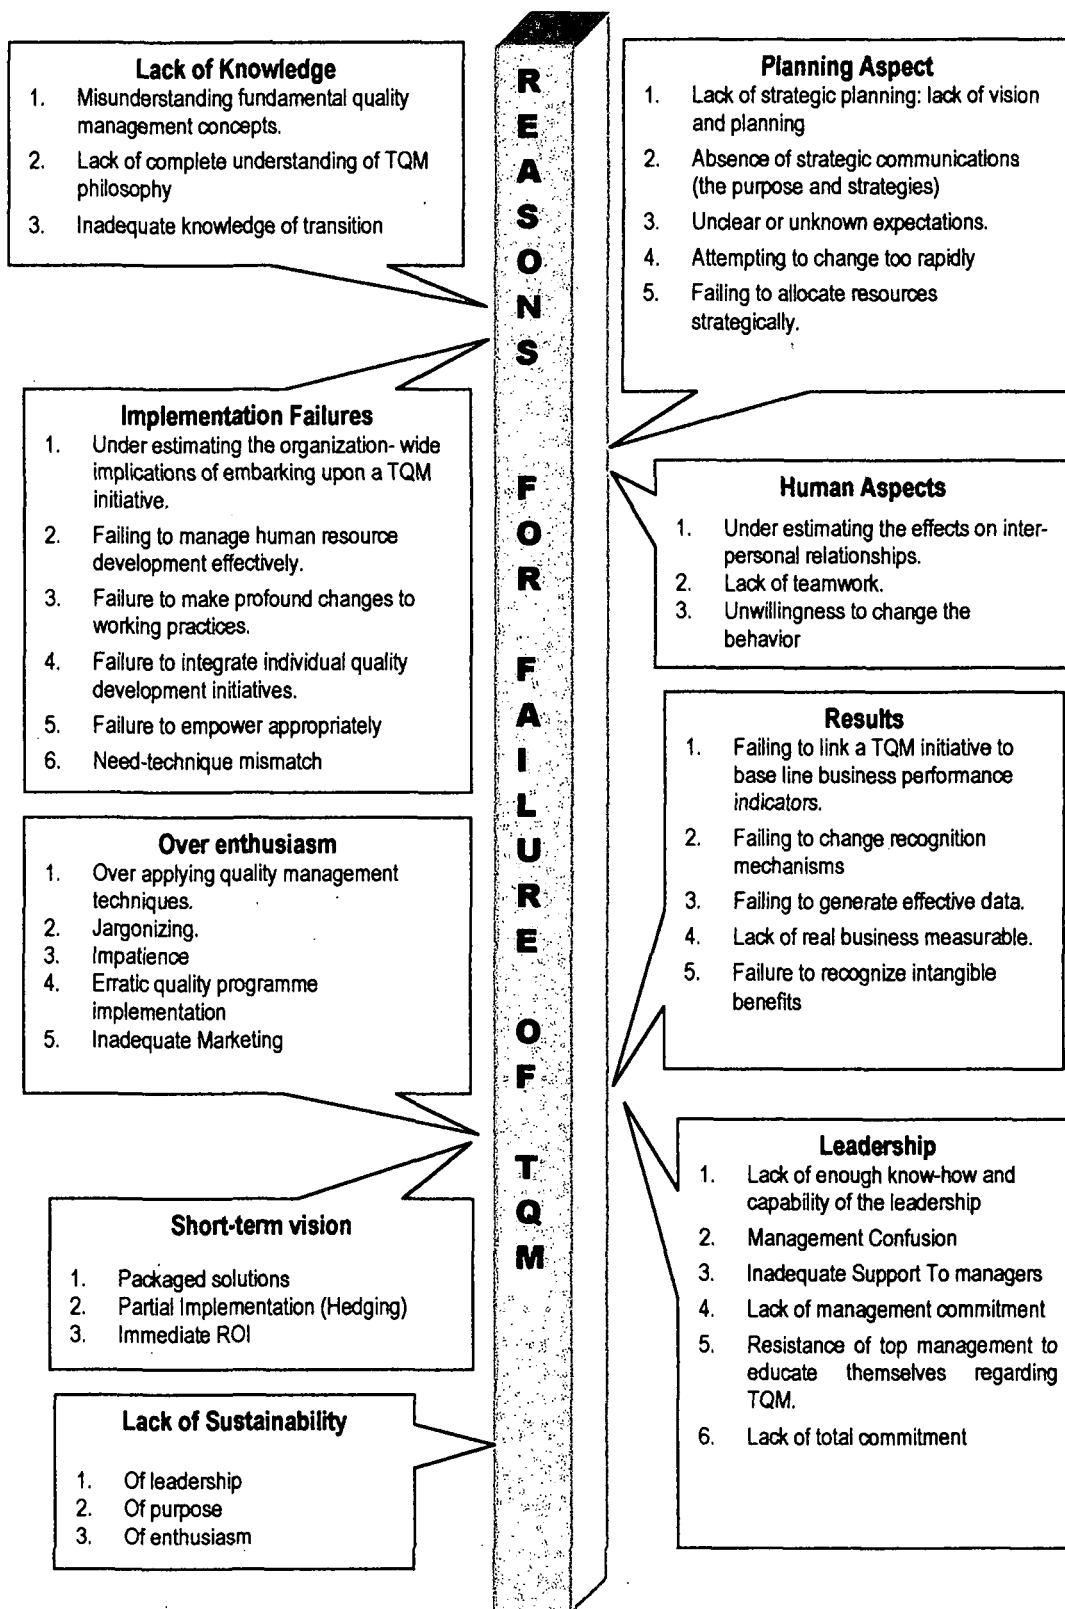 Lack of Knowledge
1. Misunderstanding fundamental quality
management concepts.
2. Lack of complete understanding of TQM
philosophy
3. Inadequate knowledge of transition
Implementation Failures
1. Under estimating the organization- wide
implications of embarking upon a TQM
initiative.
2. Failing to manage human resource
development effectively.
3. Failure to make profound changes to
working practices.
4. Failure to integrate individual quality
development initiatives.
5. Failure to empower appropriately
6. Need-technique mismatch
Over enthusiasm
1. Over applying quality management
techniques.
2. Jargonizing.
3. Impatience
4. Erratic quality programme
implementation
5. Inadequate Marketing
Short-term vision
1. Packaged solutions
2. Partial Implementation (Hedging)
3. Immediate ROI
Lack of Sustainability
1. Of leadership
2. Of purpose
3. Of enthusiasm
REASONS FOR FAILURE OF TQM
Planning Aspect
1. Lack of strategic planning: lack of vision
and planning
2. Absence of strategic communications
(the purpose and strategies)
3. Unclear or unknown expectations.
4. Attempting to change too rapidly
5. Failing to allocate resources
strategically.
Human Aspects
1. Under estimating the effects on inter-
personal relationships.
2. Lack of teamwork.
3. Unwillingness to change the
behavior
Results
1. Failing to link a TQM initiative to
base line business performance
indicators.
2. Failing to change recognition
mechanisms
3. Failing to generate effective data.
4. Lack of real business measurable.
5. Failure to recognize intangible
benefits
Leadership
1. Lack of enough know-how and
capability of the leadership
2. Management Confusion
3. Inadequate Support To managers
4. Lack of management commitment
5. Resistance of top management to
educate themselves regarding
TQM.
6. Lack of total commitment